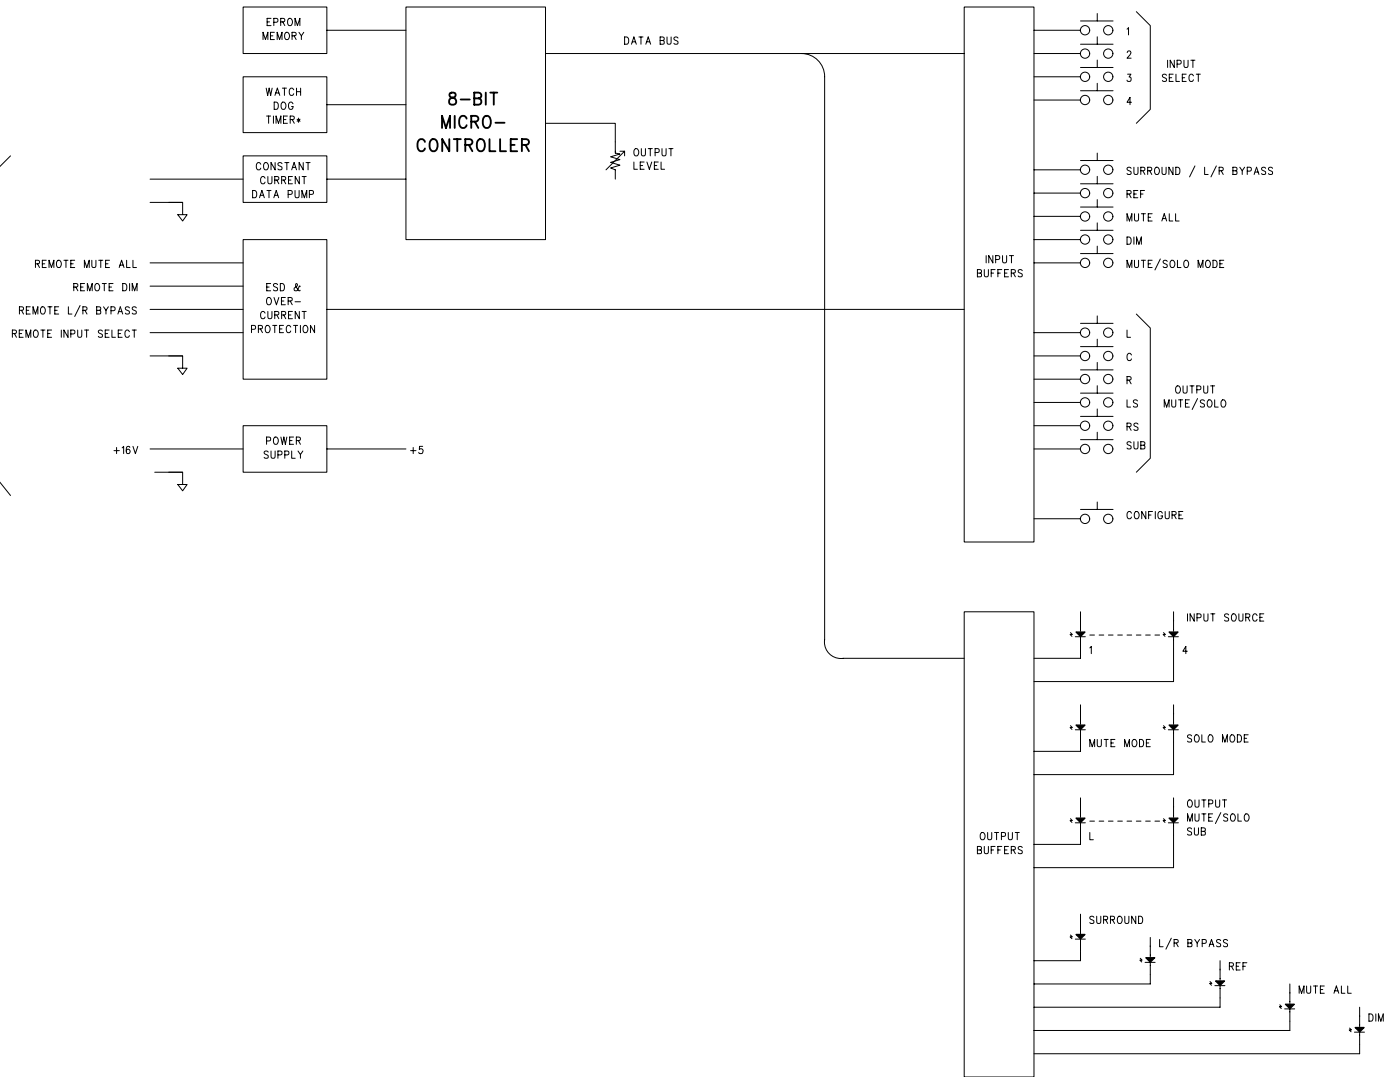 EPROM
MEMORY
WATCH
DOG
TIMER*
CONSTANT
CURRENT
DATA PUMP
8-BIT
MICRO-
CONTROLLER
DATA BUS
OUTPUT
LEVEL
REMOTE MUTE ALL
REMOTE DIM
REMOTE L/R BYPASS
REMOTE INPUT SELECT
ESD &
OVER-
CURRENT
PROTECTION
+16V
POWER
SUPPLY
+5
INPUT
BUFFERS
1
2
3
4
INPUT
SELECT
SURROUND / L/R BYPASS
REF
MUTE ALL
DIM
MUTE/SOLO MODE
L
C
R
LS
RS
SUB
OUTPUT
MUTE/SOLO
CONFIGURE
OUTPUT
BUFFERS
INPUT SOURCE
1
4
MUTE MODE
SOLO MODE
OUTPUT
MUTE/SOLO
SUB
L
SURROUND
L/R BYPASS
REF
MUTE ALL
DIM